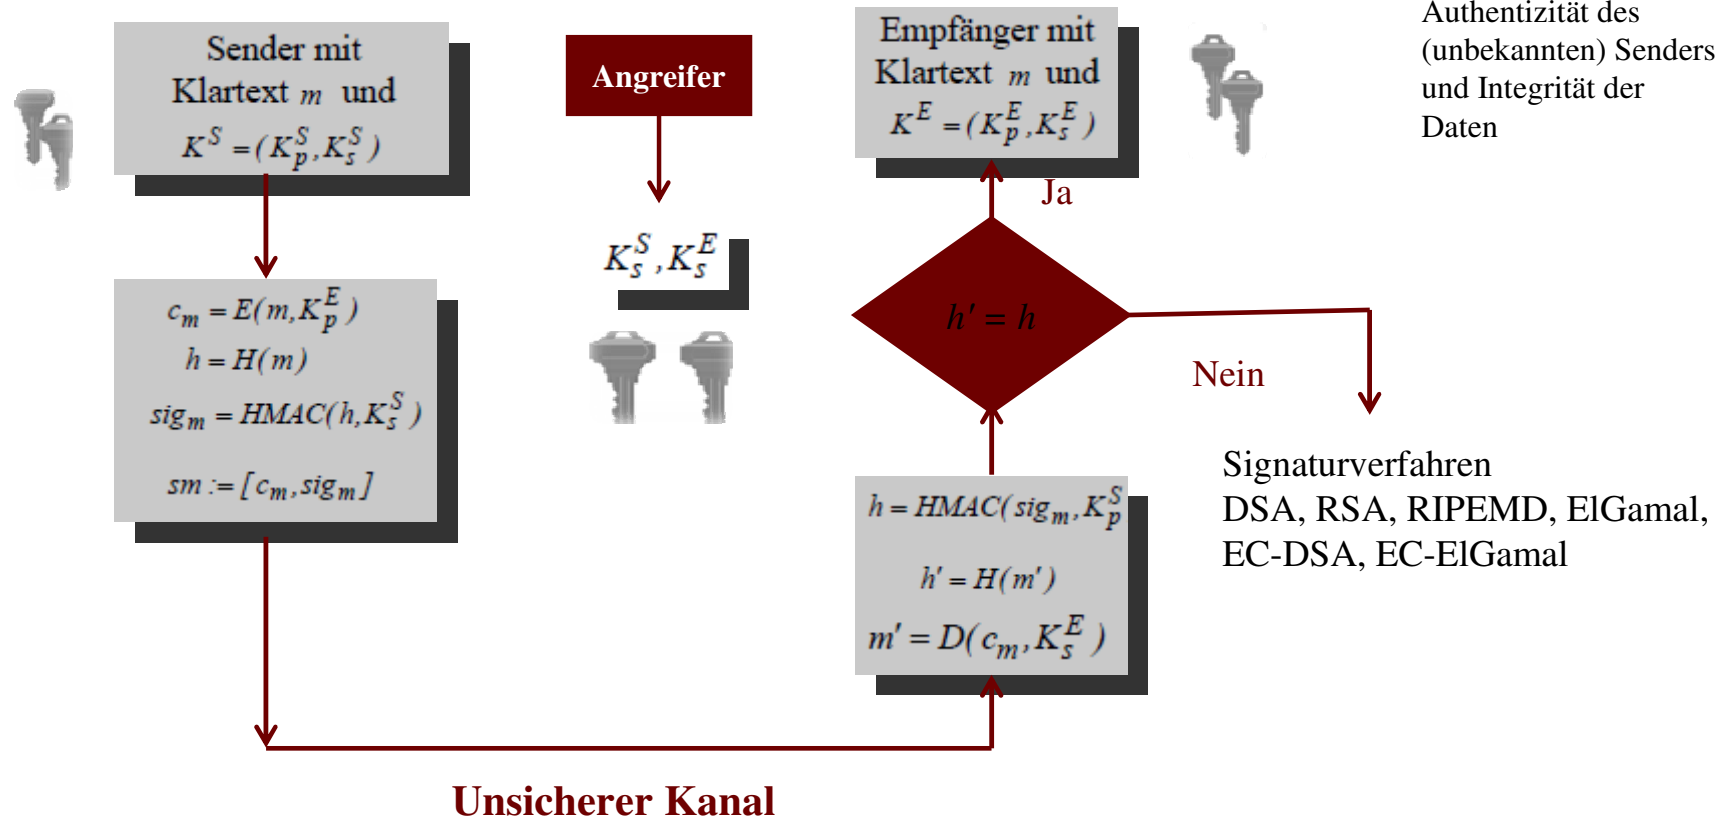 Sender mit
Klartext m und
K^S = (K_p^S, K_s^S)
c_m = E(m, K_p^E)
h = H(m)
sig_m = HMAC(h, K_s^S)
sm := [c_m, sig_m]
Angreifer
K_s^S, K_s^E
Empfänger mit
Klartext m und
K^E = (K_p^E, K_s^E)
Ja
h' = h
Nein
h = HMAC(sig_m, K_p^S
h' = H(m')
m' = D(c_m, K_s^E)
Authentizität des
(unbekannten) Senders
und Integrität der
Daten
Signaturverfahren
DSA, RSA, RIPEMD, ElGamal,
EC-DSA, EC-ElGamal
Unsicherer Kanal